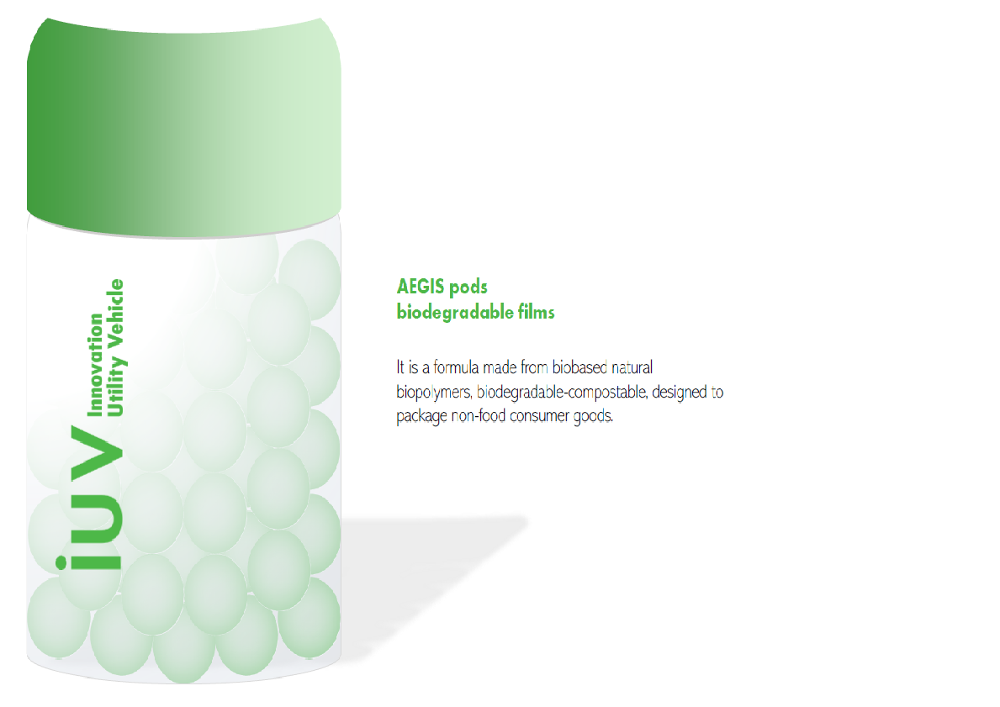 iUV
Innovation
Utility Vehicle
AEGIS pods
biodegradable films
It is a formula made from biobased natural
biopolymers, biodegradable-compostable, designed to
package non-food consumer goods.